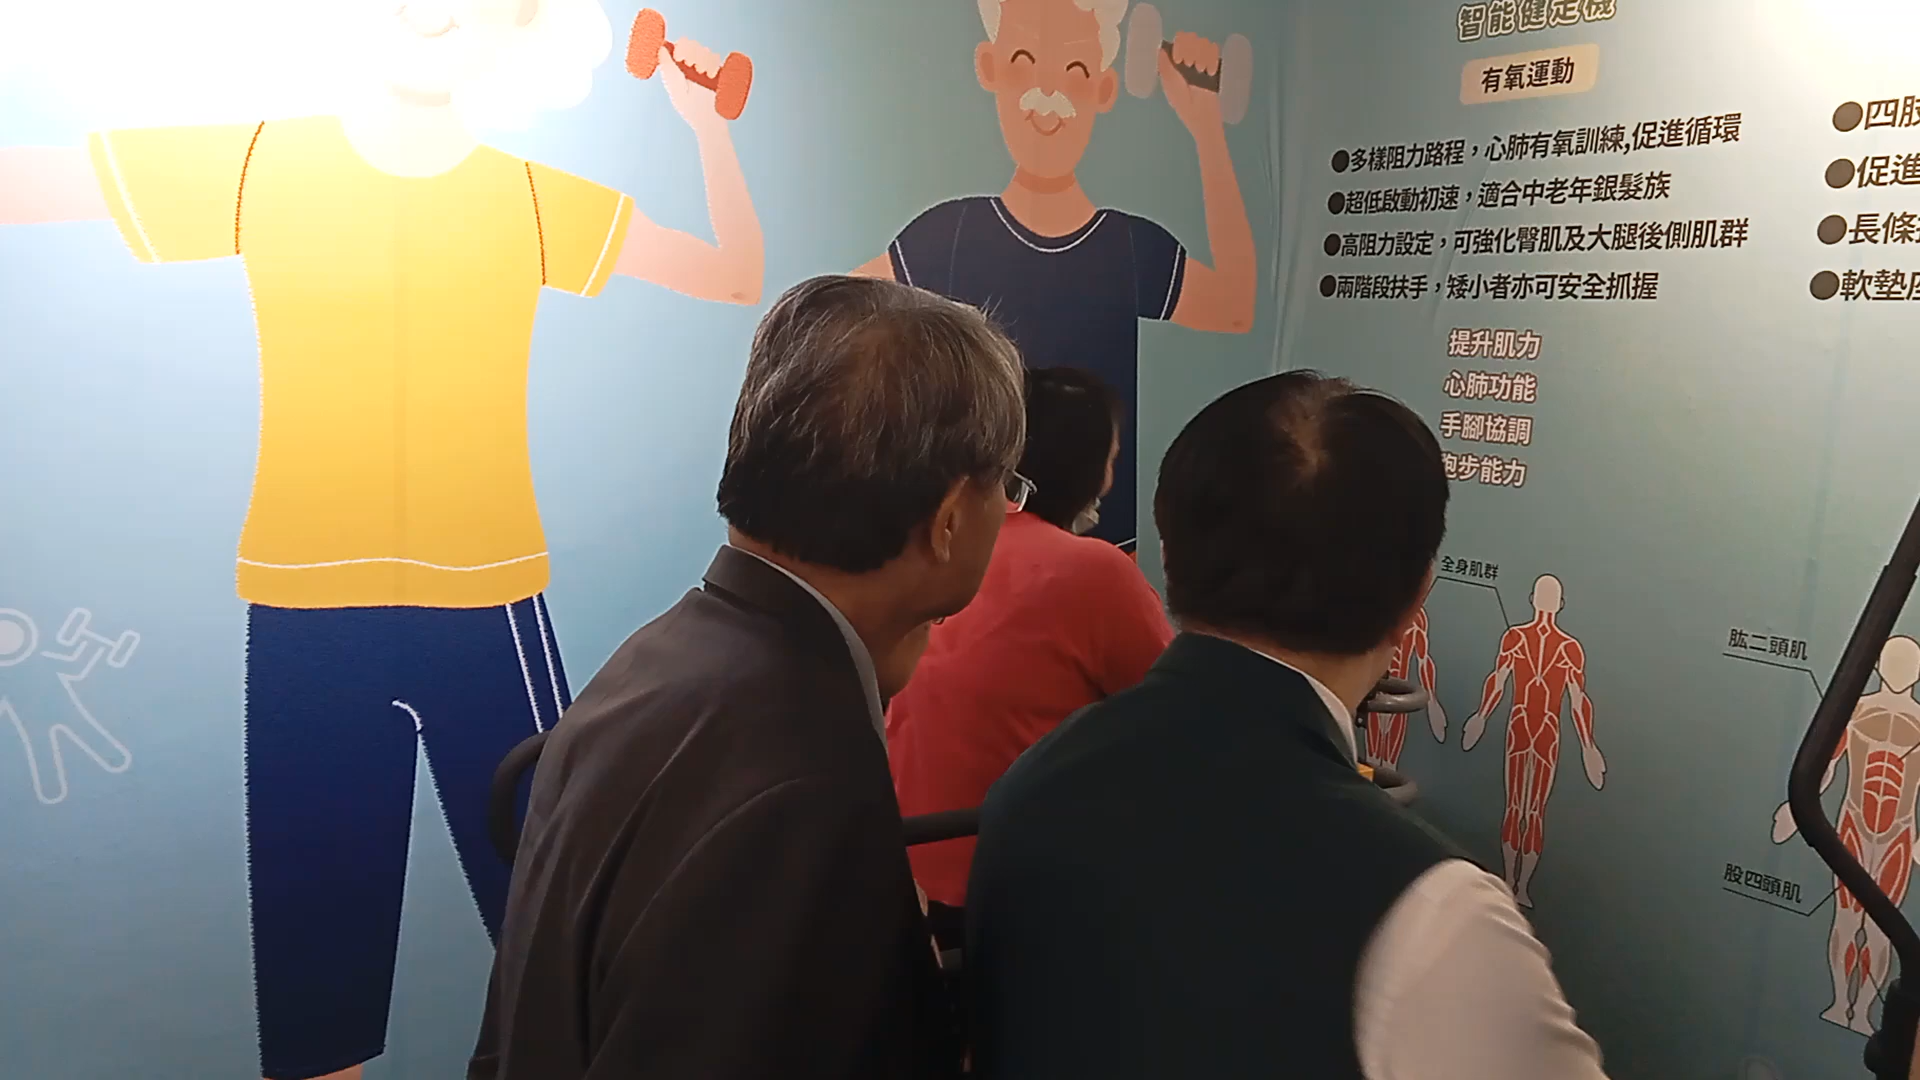 智能健走機
有氧運動
●多樣阻力路程，心肺有氧訓練,促進循環
●超低啟動初速，適合中老年銀髮族
●高阻力設定，可強化臀肌及大腿後側肌群
●兩階段扶手，矮小者亦可安全抓握
提升肌力
心肺功能
手腳協調
跑步能力
全身肌群
●四肢
●促進
●長條
●軟墊
肱二頭肌
股四頭肌